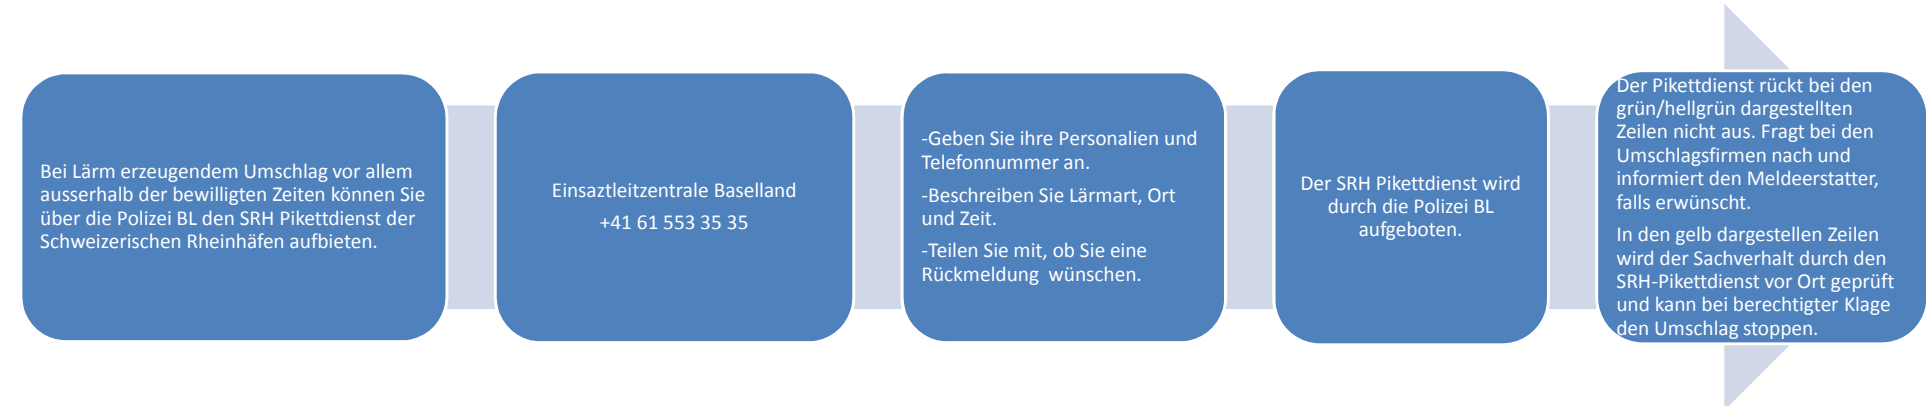 Bei Lärm erzeugendem Umschlag vor allem
ausserhalb der bewilligten Zeiten können Sie
über die Polizei BL den SRH Pikettdienst der
Schweizerischen Rheinhäfen aufbieten.
Einsaztleitzentrale Baselland
+41 61 553 35 35
-Geben Sie ihre Personalien und
Telefonnummer an.
-Beschreiben Sie Lärmart, Ort
und Zeit.
-Teilen Sie mit, ob Sie eine
Rückmeldung wünschen.
Der SRH Pikettdienst wird
durch die Polizei BL
aufgeboten.
Der Pikettdienst rückt bei den
grün/hellgrün dargestellten
Zeilen nicht aus. Fragt bei den
Umschlagsfirmen nach und
informiert den Meldeerstatter,
falls erwünscht.
In den gelb dargestellen Zeilen
wird der Sachverhalt durch den
SRH-Pikettdienst vor Ort geprüft
und kann bei berechtigter Klage
den Umschlag stoppen.